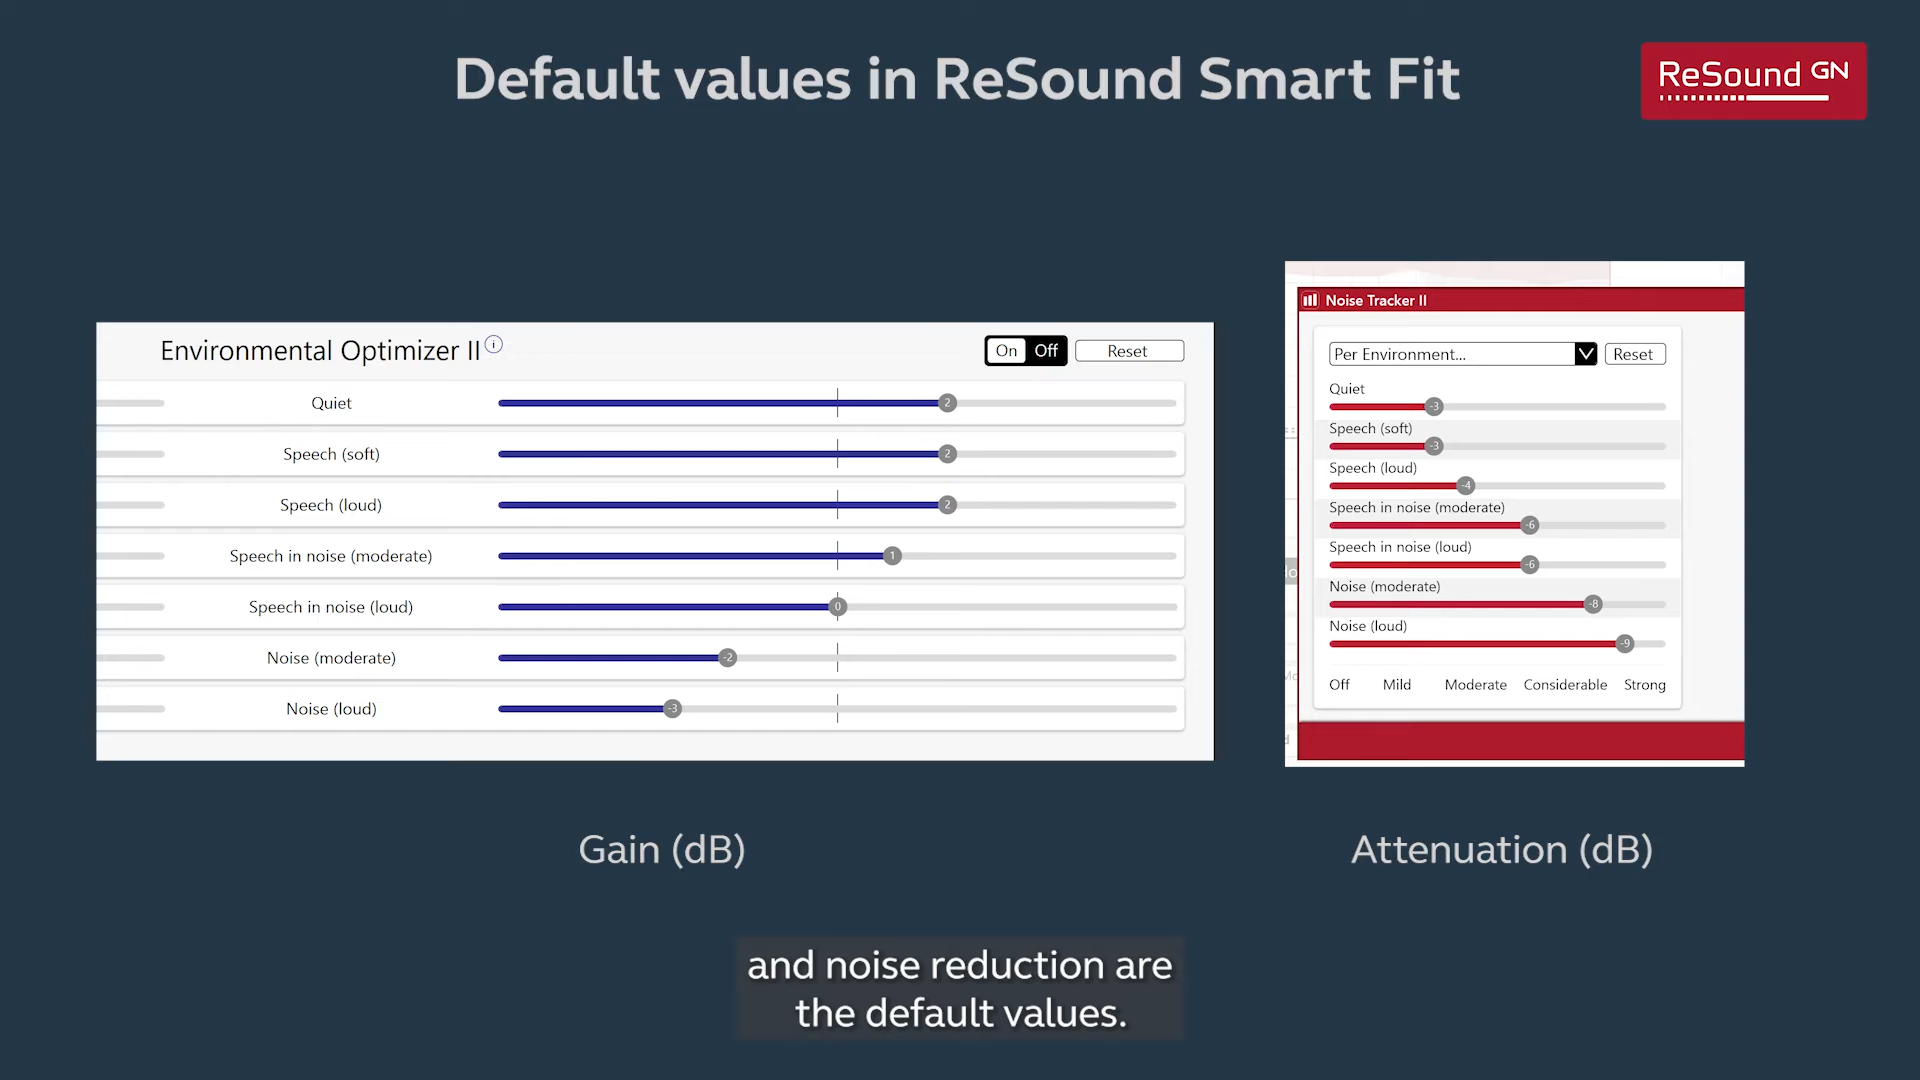 Default values in ReSound Smart Fit
ReSound GN
Environmental Optimizer II i
On Off Reset
Quiet 2
Speech (soft) 2
Speech (loud) 2
Speech in noise (moderate) 1
Speech in noise (loud) 0
Noise (moderate) -2
Noise (loud) -3
Noise Tracker II
Per Environment... Reset
Quiet
-3
Speech (soft)
-3
Speech (loud)
-4
Speech in noise (moderate)
-6
Speech in noise (loud)
-6
Noise (moderate)
-8
Noise (loud)
-9
Off Mild Moderate Considerable Strong
Gain (dB)
Attenuation (dB)
and noise reduction are
the default values.